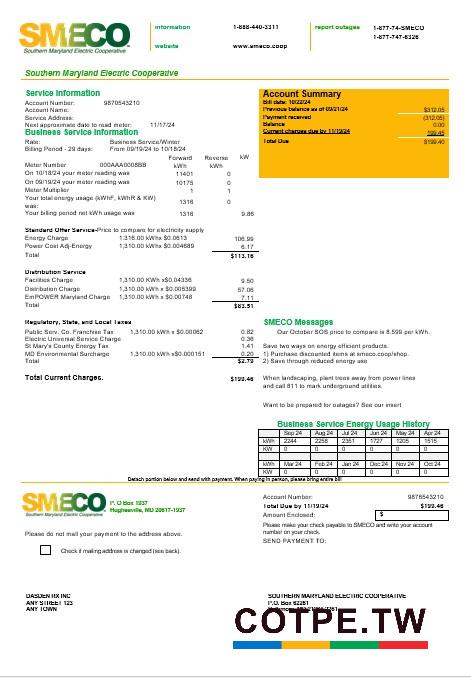 SMECO
Southern Maryland Electric Cooperative
information 1-888-440-3311
website www.smeco.coop
report outages 1-877-74-SMECO
1-877-747-6326
Southern Maryland Electric Cooperative
Service Information
Account Number: 9870543210
Account Name:
Service Address:
Next approximate date to read meter: 11/17/24
Business Service Information
Rate: Business Service/Winter
Billing Period - 29 days: From 09/19/24 to 10/18/24
Forward Reverse kW
Meter Number 000AAA0008BB kWh kWh
On 10/18/24 your meter reading was 11401 0
On 09/19/24 your meter reading was 10175 0
Meter Multiplier 1 1
Your total energy usage (kWhF, kWhR & KW) was: 1316 0
Your billing period net kWh usage was 1316 9.86
Account Summary
Bill date: 10/22/24
Previous balance as of 09/21/24 $312.05
Payment received (312.05)
Balance 0.00
Current charges due by 11/19/24 199.46
Total Due $199.40
Standard Offer Service-Price to compare for electricity supply
Energy Charge 1,316.00 kWhx $0.0613 106.99
Power Cost Adj-Energy 1,310.00 kWh x $0.004689 6.17
Total $113.16
Distribution Service
Facilities Charge 1,310.00 KWh x$0.04336 9.50
Distribution Charge 1,310.00 KWh x $0.005399 57.06
EmPOWER Maryland Charge 1,310.00 KWh x $0.00748 7.11
Total $83.51
Regulatory, State, and Local Taxes
Public Serv. Co. Franchise Tax 1,310.00 kWh x $0.00062 0.82
Electric Universal Service Charge 0.36
St Mary's County Energy Tax 1.41
MD Environmental Surcharge 1,310.00 kWh x$0.000151 0.20
Total $2.79
Total Current Charges. $199.46
SMECO Messages
Our October SOS price to compare is 8.599 per kWh.
Save two ways on energy efficient products.
1) Purchase discounted items at smeco.coop/shop.
2) Save through reduced energy use
When landscaping, plant trees away from power lines
and call 811 to mark underground utilities.
Want to be prepared for outages? See our insert
Business Service Energy Usage History
Sep 24 Aug 24 Jul 24 Jun 24 May 24 Apr 24
kWh 2244 2258 2351 1727 1205 1515
KW 0 0 0 0 0 0
Mar 24 Feb 24 Jan 24 Dec 24 Nov 24 Oct 24
kWh
KW 0 0 0 0 0 0
Detach portion below and send with payment. When paying in person, please bring entire bill
SMECO
Southern Maryland Electric Cooperative
P.O Box 1937
Hughesville, MD 20617-1937
Please do not mail your payment to the address above.
Check if mailing address is changed (see back).
Account Number: 9876543210
Total Due by 11/19/24 $199.46
Amount Enclosed: $
Please make your check payable to SMECO and write your account
number on your check.
SEND PAYMENT TO:
DASDEN RX INC
ANY STREET 123
ANY TOWN
SOUTHERN MARYLAND ELECTRIC COOPERATIVE
P.O. Box 62261
COTPE.TW